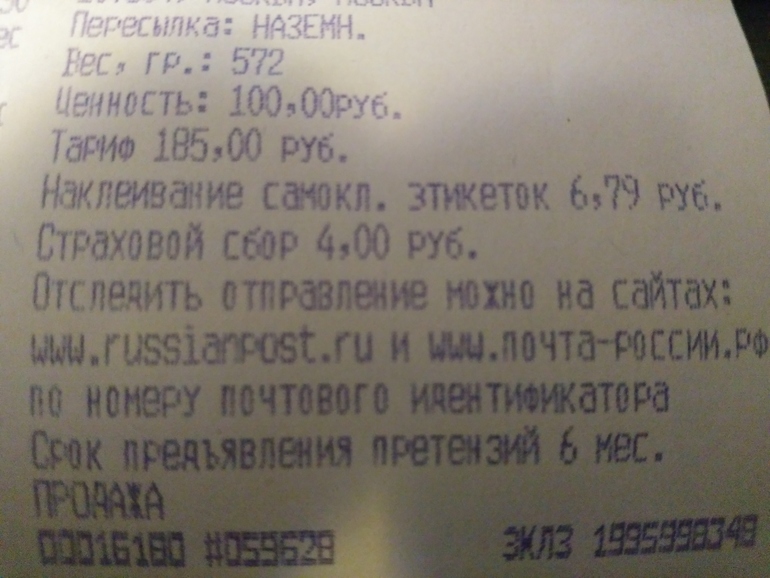 Пересылка: НАЗЕМН.
Вес, гр.: 572
Ценность: 100,00руб.
Тариф 185,00 руб.
Наклеивание самокл. этикеток 6,79 руб.
Страховой сбор 4,00 руб.
Отследить отправление можно на сайтах:
www.russianpost.ru и www.почта-россии.рф
по номеру почтового идентификатора
Срок предъявления претензий 6 мес.
ПРОДАЖА
00016180 #059628 ЭКЛЗ 1995998348